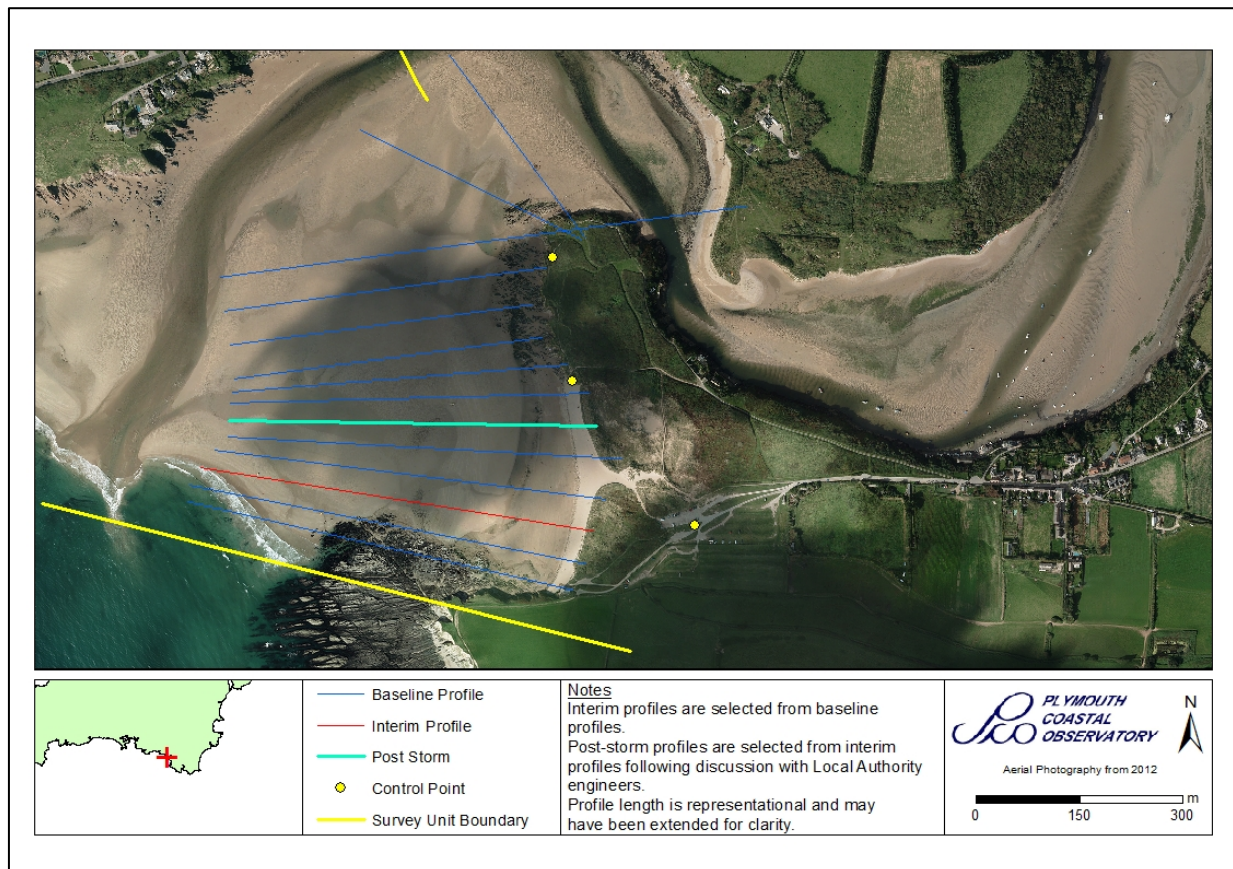 Baseline Profile
Interim Profile
Post Storm
Control Point
Survey Unit Boundary
Notes
Interim profiles are selected from baseline
profiles.
Post-storm profiles are selected from interim
profiles following discussion with Local Authority
engineers.
Profile length is representational and may
have been extended for clarity.
PLYMOUTH
COASTAL
OBSERVATORY
N
Aerial Photography from 2012
m
0 150 300